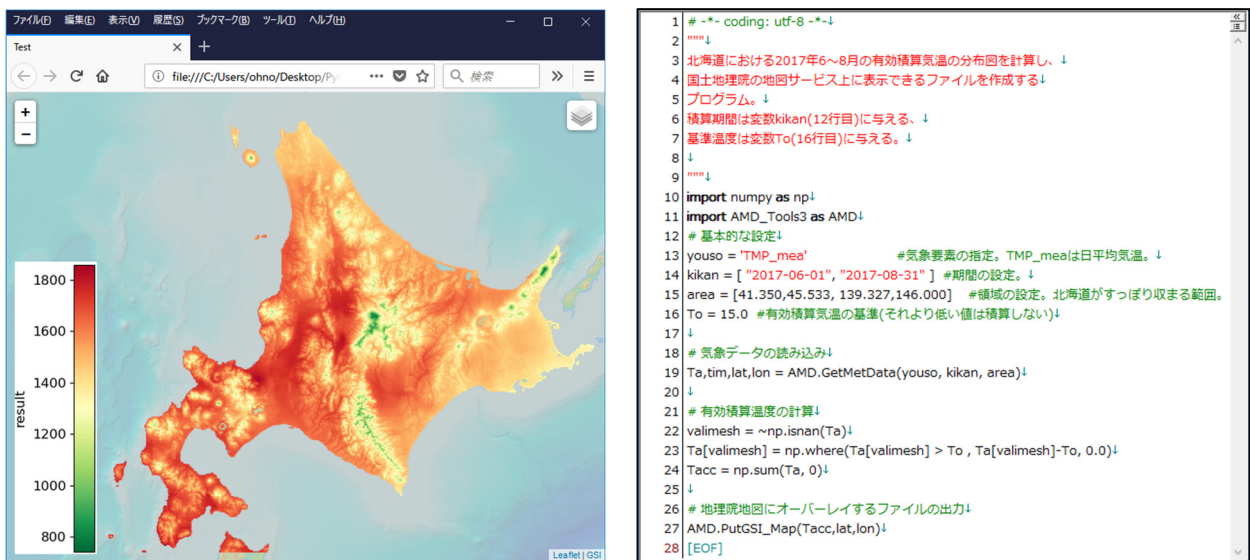 ファイル(F) 編集(E) 表示(V) 履歴(S) ブックマーク(B) ツール(T) ヘルプ(H)
Test
file:///C:/Users/ohno/Desktop/Py
検索
+
−
1800
1600
1400
1200
1000
800
result
Leaflet | GSI
1 # -*- coding: utf-8 -*-↓
2 """↓
3 北海道における2017年6～8月の有効積算気温の分布図を計算し、↓
4 国土地理院の地図サービス上に表示できるファイルを作成する↓
5 プログラム。↓
6 積算期間は変数kikan(12行目)に与える、↓
7 基準温度は変数To(16行目)に与える。↓
8 ↓
9 """↓
10 import numpy as np↓
11 import AMD_Tools3 as AMD↓
12 # 基本的な設定↓
13 youso = 'TMP_mea' #気象要素の指定。TMP_meaは日平均気温。↓
14 kikan = [ "2017-06-01", "2017-08-31" ] #期間の設定。↓
15 area = [41.350,45.533, 139.327,146.000] #領域の設定。北海道がすっぽり収まる範囲。
16 To = 15.0 #有効積算気温の基準(それより低い値は積算しない)↓
17 ↓
18 # 気象データの読み込み↓
19 Ta,tim,lat,lon = AMD.GetMetData(youso, kikan, area)↓
20 ↓
21 # 有効積算温度の計算↓
22 valimesh = ~np.isnan(Ta)↓
23 Ta[valimesh] = np.where(Ta[valimesh] > To , Ta[valimesh]-To, 0.0)↓
24 Tacc = np.sum(Ta, 0)↓
25 ↓
26 # 地理院地図にオーバーレイするファイルの出力↓
27 AMD.PutGSI_Map(Tacc,lat,lon)↓
28 [EOF]